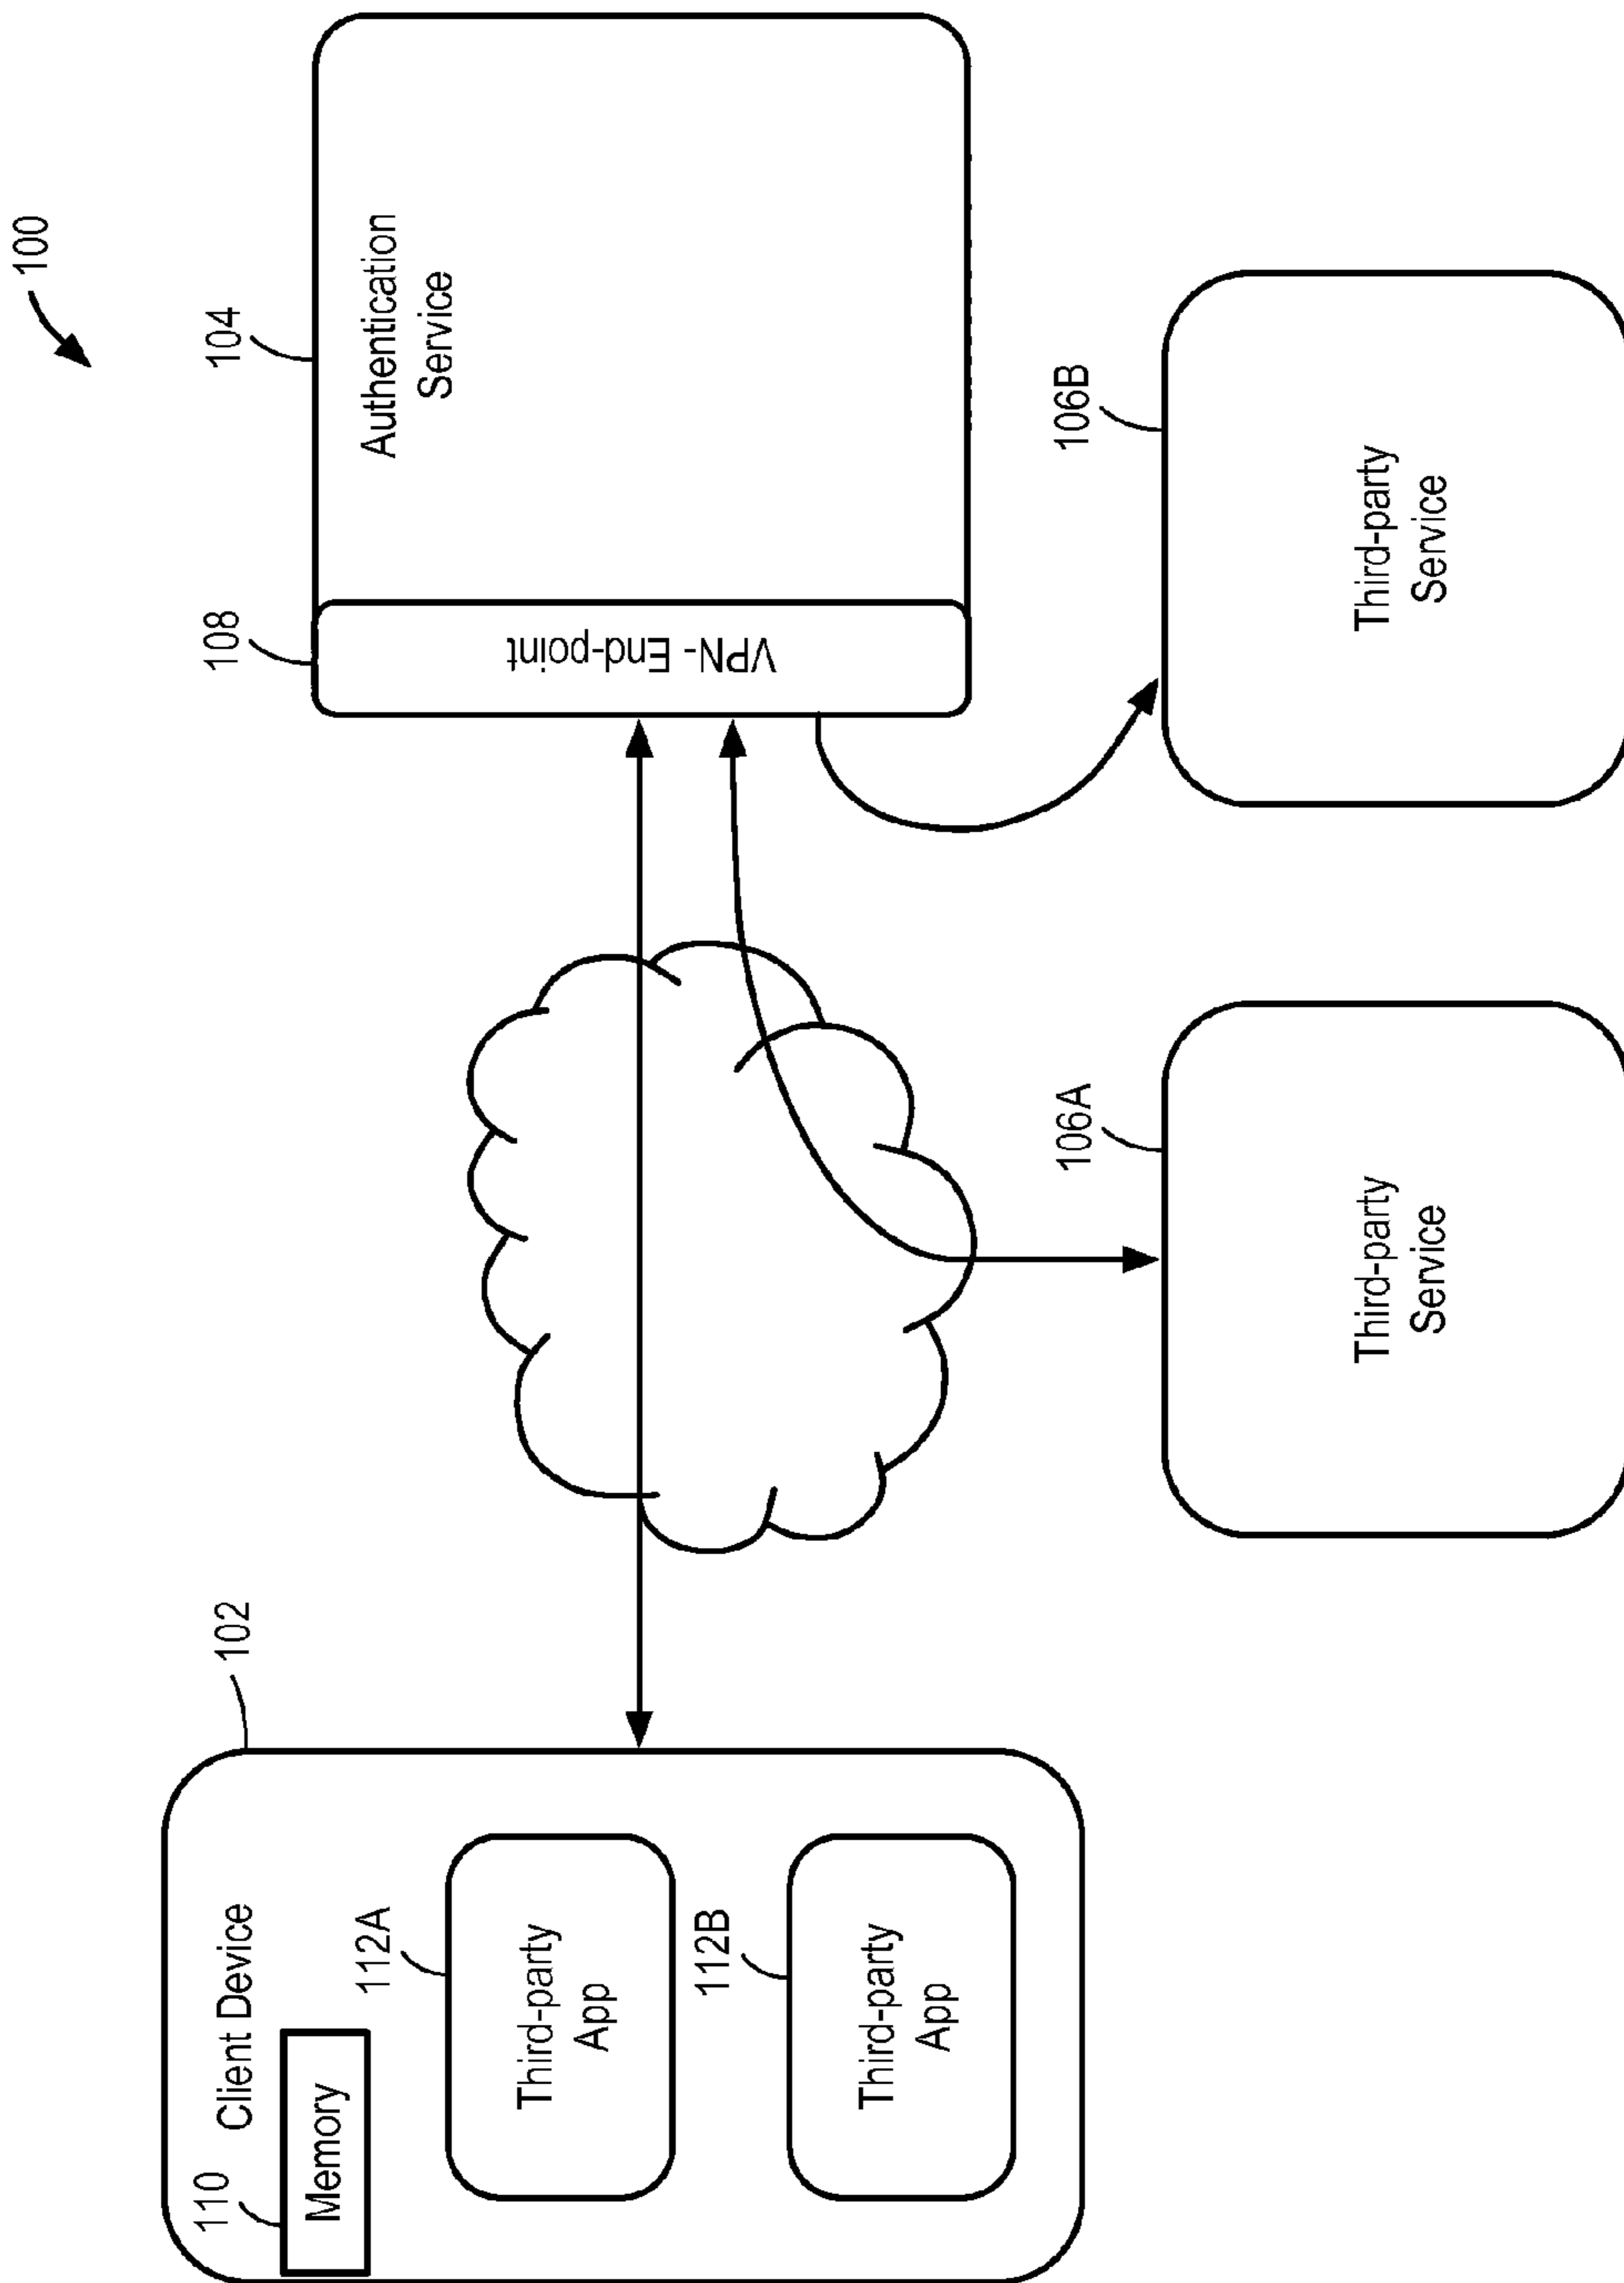 100
102
Client Device
110
Memory
112A
Third-party
App
112B
Third-party
App
104
Authentication
Service
108
VPN- End-point
106A
Third-party
Service
106B
Third-party
Service